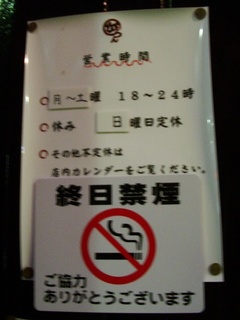 営業時間
○月～土曜 18～24時
○休み 日曜日定休
○その他不定休は
店内カレンダーをご覧ください。
終日禁煙
ご協力
ありがとうございます